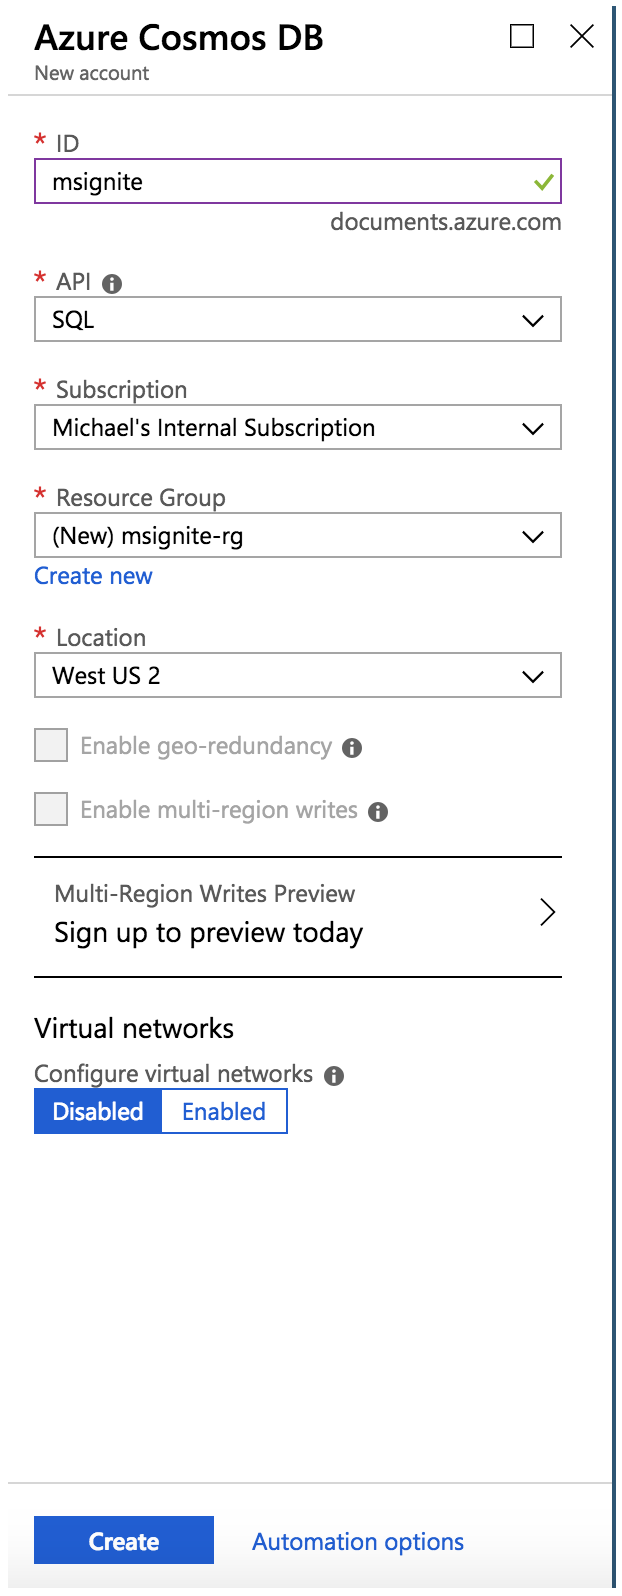 Azure Cosmos DB
New account
* ID
msignite
documents.azure.com
* API
SQL
* Subscription
Michael's Internal Subscription
* Resource Group
(New) msignite-rg
Create new
* Location
West US 2
Enable geo-redundancy
Enable multi-region writes
Multi-Region Writes Preview
Sign up to preview today
Virtual networks
Configure virtual networks
Disabled Enabled
Create Automation options